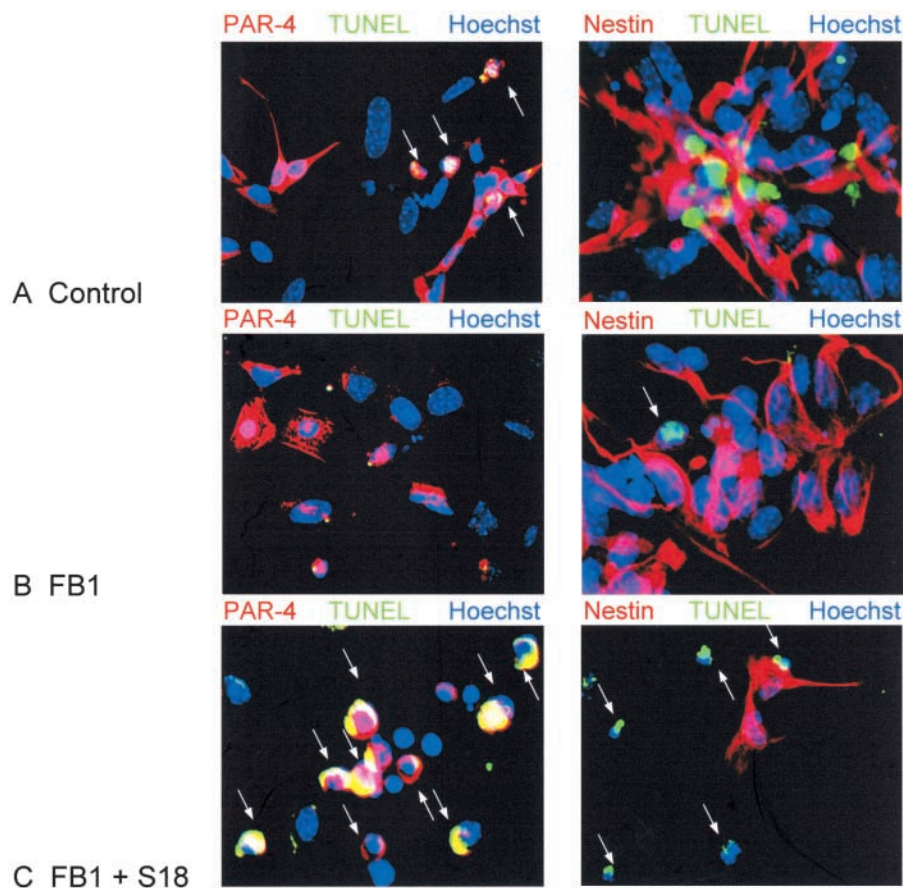 PAR-4 TUNEL Hoechst Nestin TUNEL Hoechst
A Control
PAR-4 TUNEL Hoechst Nestin TUNEL Hoechst
B FB1
PAR-4 TUNEL Hoechst Nestin TUNEL Hoechst
C FB1 + S18